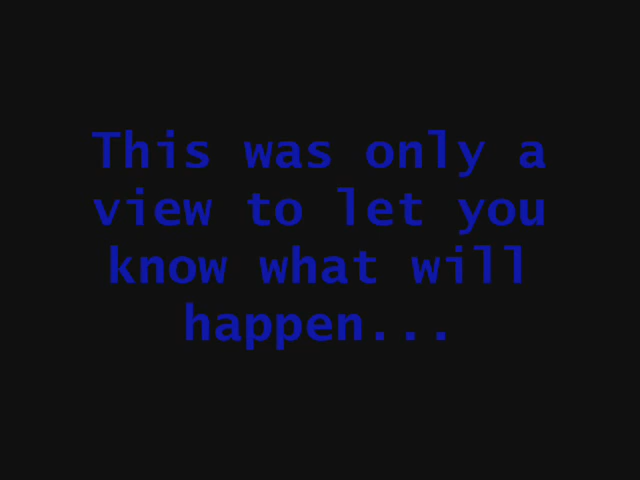 This was only a
view to let you
know what will
happen...